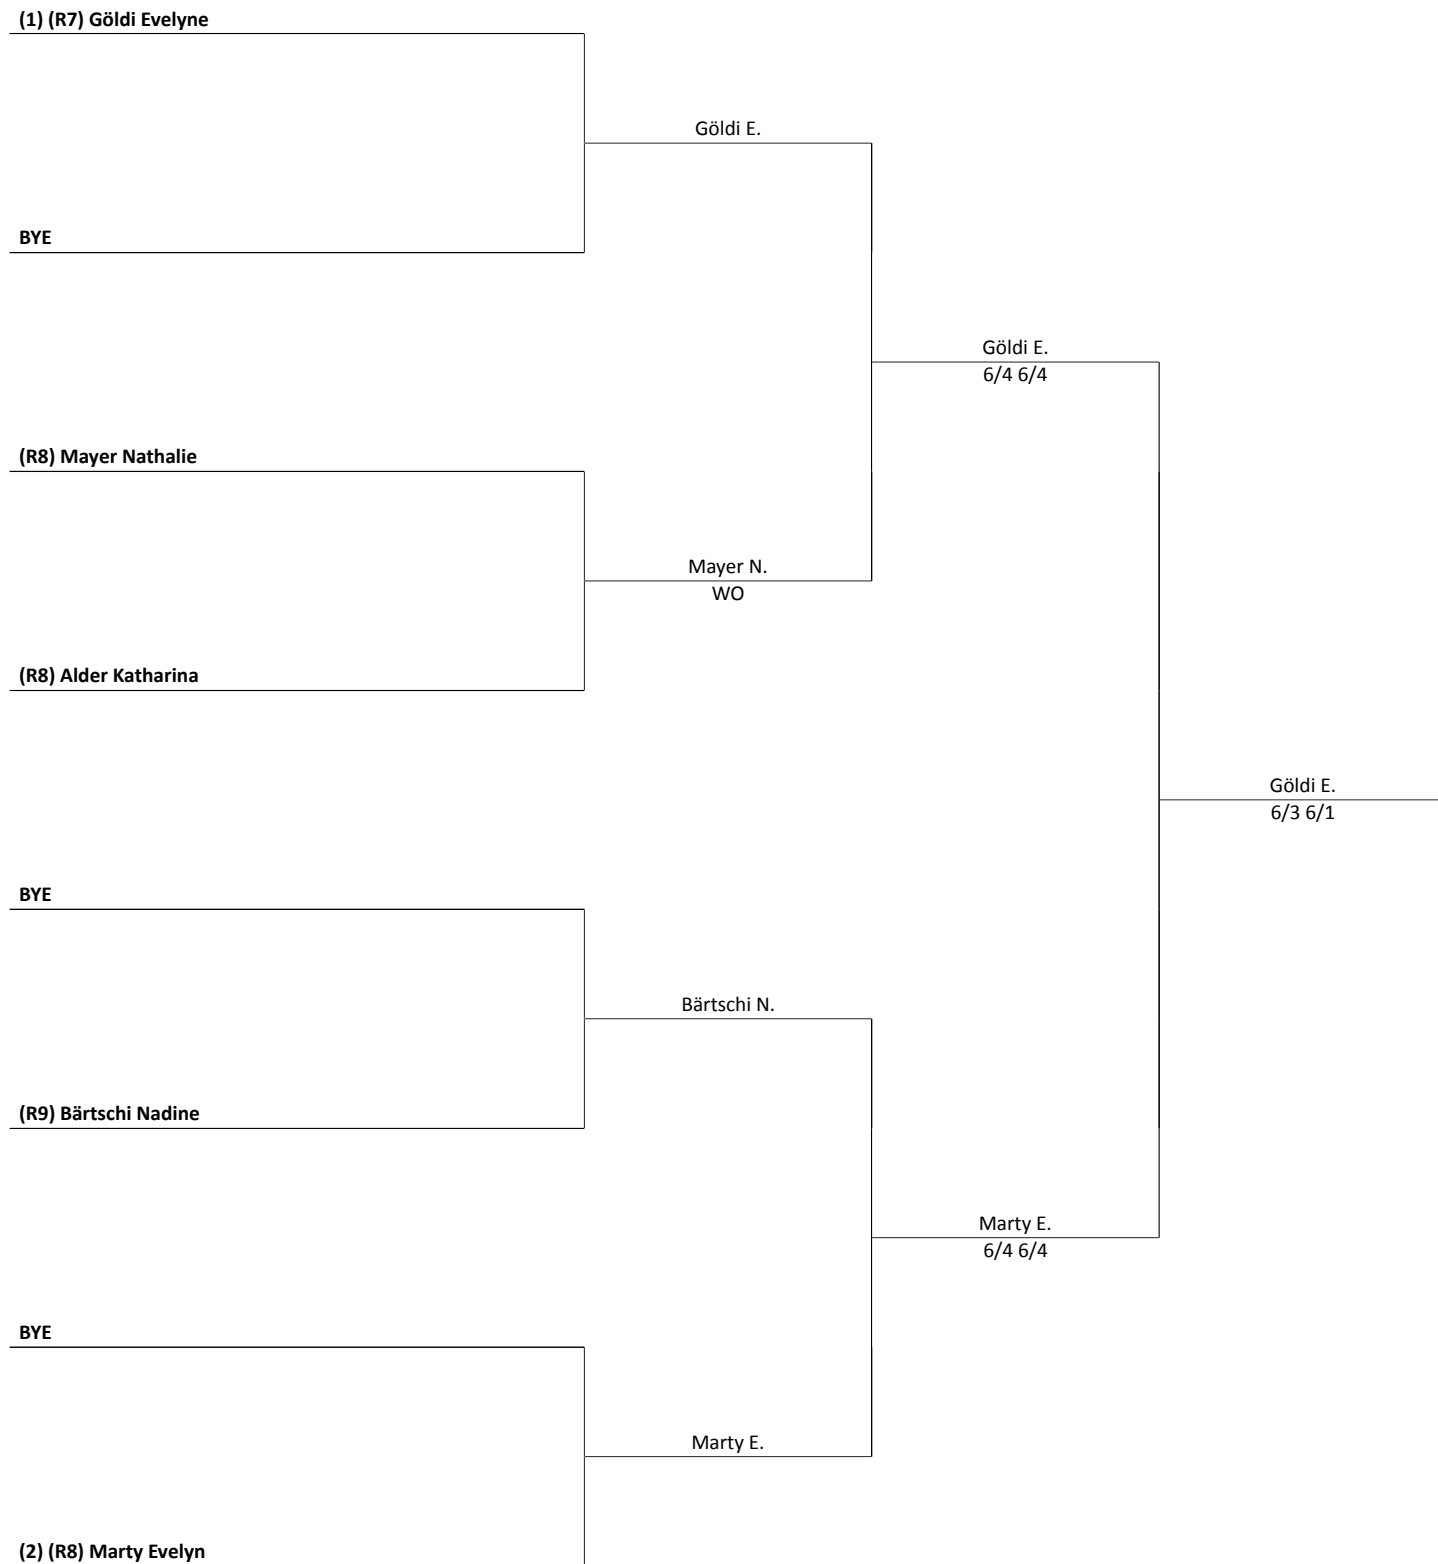 (1) (R7) Göldi Evelyne
Göldi E.
BYE
Göldi E.
6/4 6/4
(R8) Mayer Nathalie
Mayer N.
WO
(R8) Alder Katharina
Göldi E.
6/3 6/1
BYE
Bärtschi N.
(R9) Bärtschi Nadine
Marty E.
6/4 6/4
BYE
Marty E.
(2) (R8) Marty Evelyn